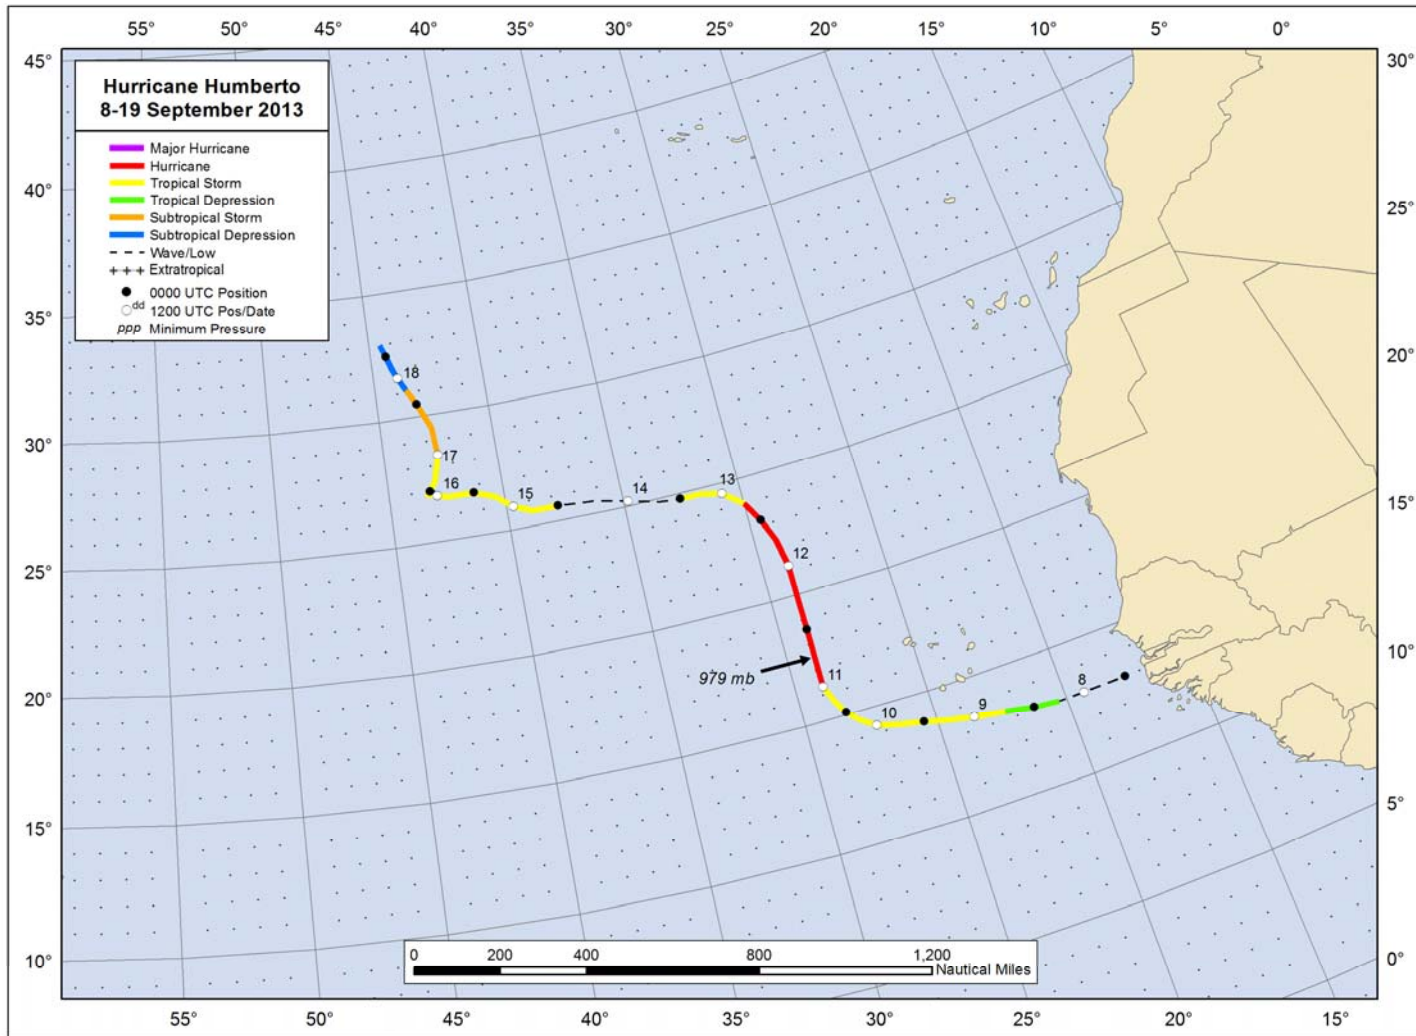 55° 50° 45° 40° 35° 30° 25° 20° 15° 10° 5° 0°
45° 30°
Hurricane Humberto
8-19 September 2013
Major Hurricane
Hurricane
Tropical Storm
Tropical Depression
Subtropical Storm
Subtropical Depression
Wave/Low
+++ Extratropical
0000 UTC Position
dd 1200 UTC Pos/Date
ppp Minimum Pressure
40° 25°
35° 20°
18
30° 15°
17
16 15 14 13
12
25° 10°
979 mb
11
10 9 8
20° 5°
15°
10° 0°
0 200 400 800 1,200
Nautical Miles
55° 50° 45° 40° 35° 30° 25° 20° 15°